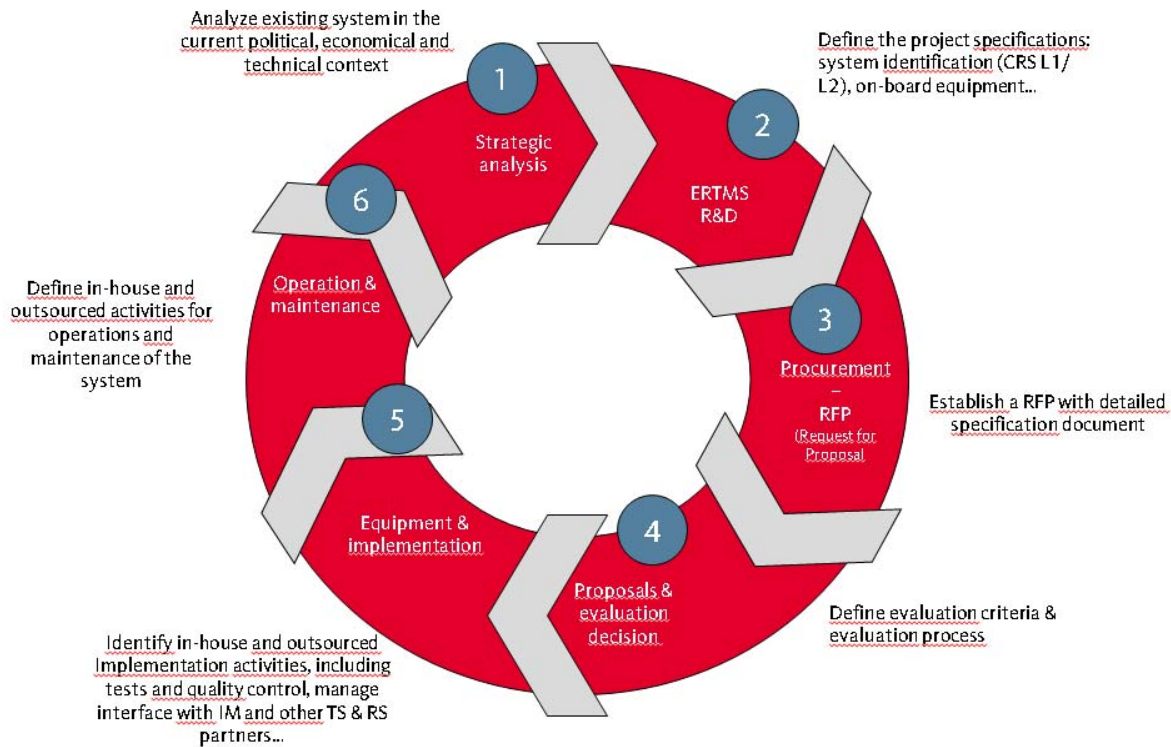 Analyze existing system in the
current political, economical and
technical context
1
Strategic
analysis
Define the project specifications:
system identification (CRS L1/
L2), on-board equipment...
2
ERTMS
R&D
3
Procurement
–
RFP
(Request for
Proposal
Establish a RFP with detailed
specification document
4
Proposals &
evaluation
decision
Define evaluation criteria &
evaluation process
5
Equipment &
implementation
Identify in-house and outsourced
Implementation activities, including
tests and quality control, manage
interface with IM and other TS & RS
partners...
6
Operation &
maintenance
Define in-house and
outsourced activities for
operations and
maintenance of the
system